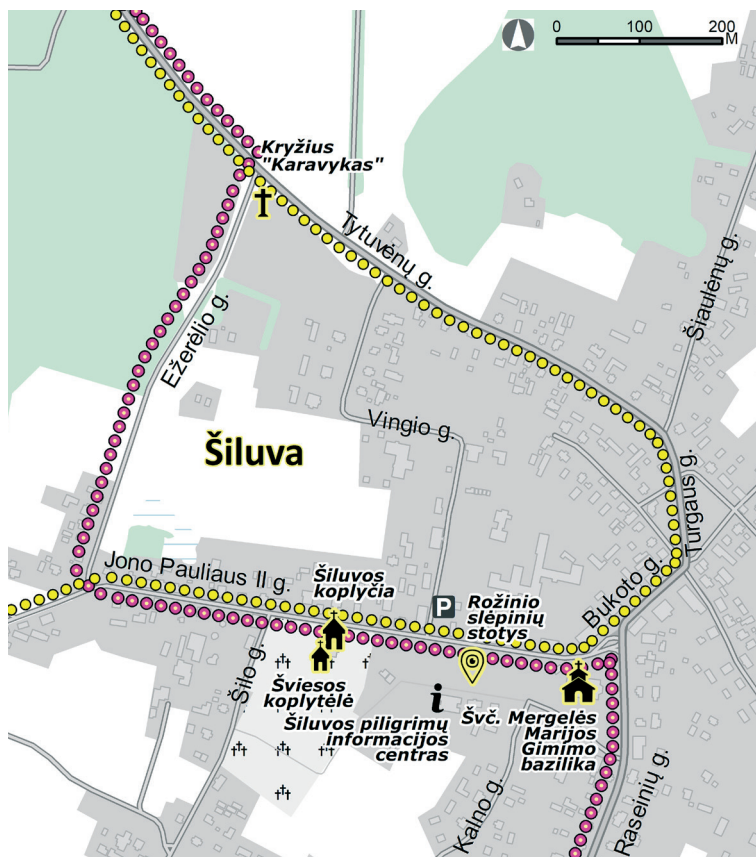 0 100 200
M
Kryžius
"Karavykas"
Tytuvėnų g.
Šiaulėnų g.
Ežerėlio g.
Vingio g.
Šiluva
Turgaus g.
Jono Pauliaus II g.
Šiluvos
koplyčia
P
Rožinio
slėpinių
stotys
Bukoto g.
Šilo g.
Šviesos
koplytėlė
i
Šiluvos piligrimų
informacijos
centras
Švč. Mergelės
Marijos
Gimimo
bazilika
Kalno g.
Raseinių g.